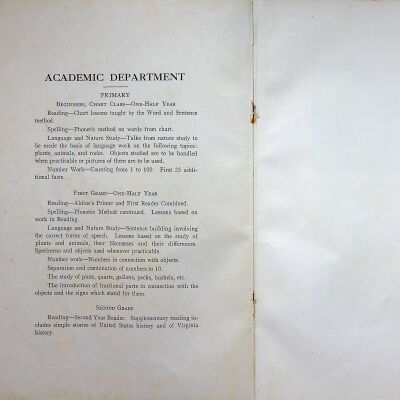 ACADEMIC DEPARTMENT
PRIMARY
Beginners, Chart Class—One-Half Year
Reading—Chart lessons taught by the Word and Sentence
method.
Spelling—Phonetic method on words from chart.
Language and Nature Study—Talks from nature study to
be made the basis of language work on the following topics:
plants, animals, and rocks. Objects studied are to be handled
when practicable or pictures of them are to be used.
Number Work—Counting from 1 to 100. First 25 addi-
tional facts.
First Grade—One-Half Year
Reading—Aldine's Primer and First Reader Combined.
Spelling—Phonetic Method continued. Lessons based on
work in Reading.
Language and Nature Study—Sentence building involving
the correct forms of speech. Lessons based on the study of
plants and animals, their likenesses and their differences.
Specimens and objects used whenever practicable.
Number work—Numbers in connection with objects.
Separation and combination of numbers to 10.
The study of pints, quarts, gallons, pecks, bushels, etc.
The introduction of fractional parts in connection with the
objects and the signs which stand for them.
Second Grade
Reading—Second Year Reader. Supplementary reading in-
cludes simple stories of United States history and of Virginia
history.